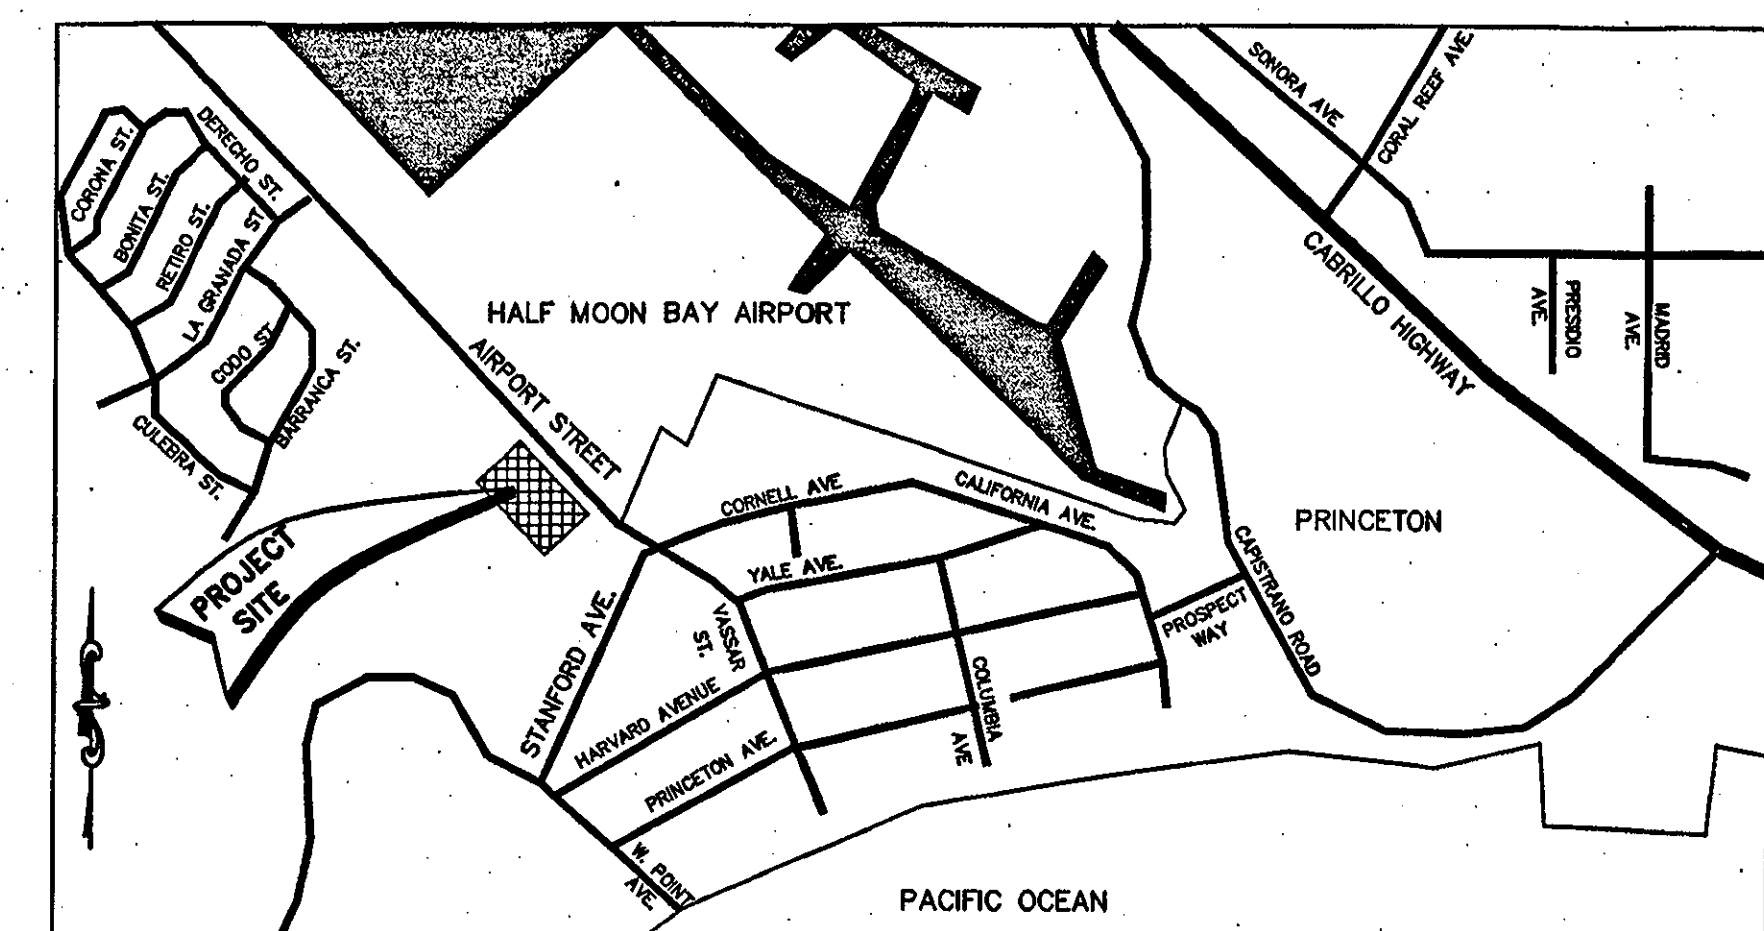 SONORA AVE
CORAL REEF AVE.
DERECHO ST.
CORONA ST.
BONITA ST.
RETIRO ST.
LA GRANADA ST
CODO ST.
BARRANCA ST.
CULEBRA ST.
HALF MOON BAY AIRPORT
AIRPORT STREET
CABRILLO HIGHWAY
PRESIDIO
AVE.
MADRID
AVE.
CORNELL AVE
CALIFORNIA AVE.
PRINCETON
PROJECT
SITE
YALE AVE.
VASSAR
ST.
STANFORD AVE.
CAPISTRANO ROAD
PROSPECT
WAY
HARVARD AVENUE
COLUMBIA
AVE
PRINCETON AVE.
W. POINT
AVE.
PACIFIC OCEAN